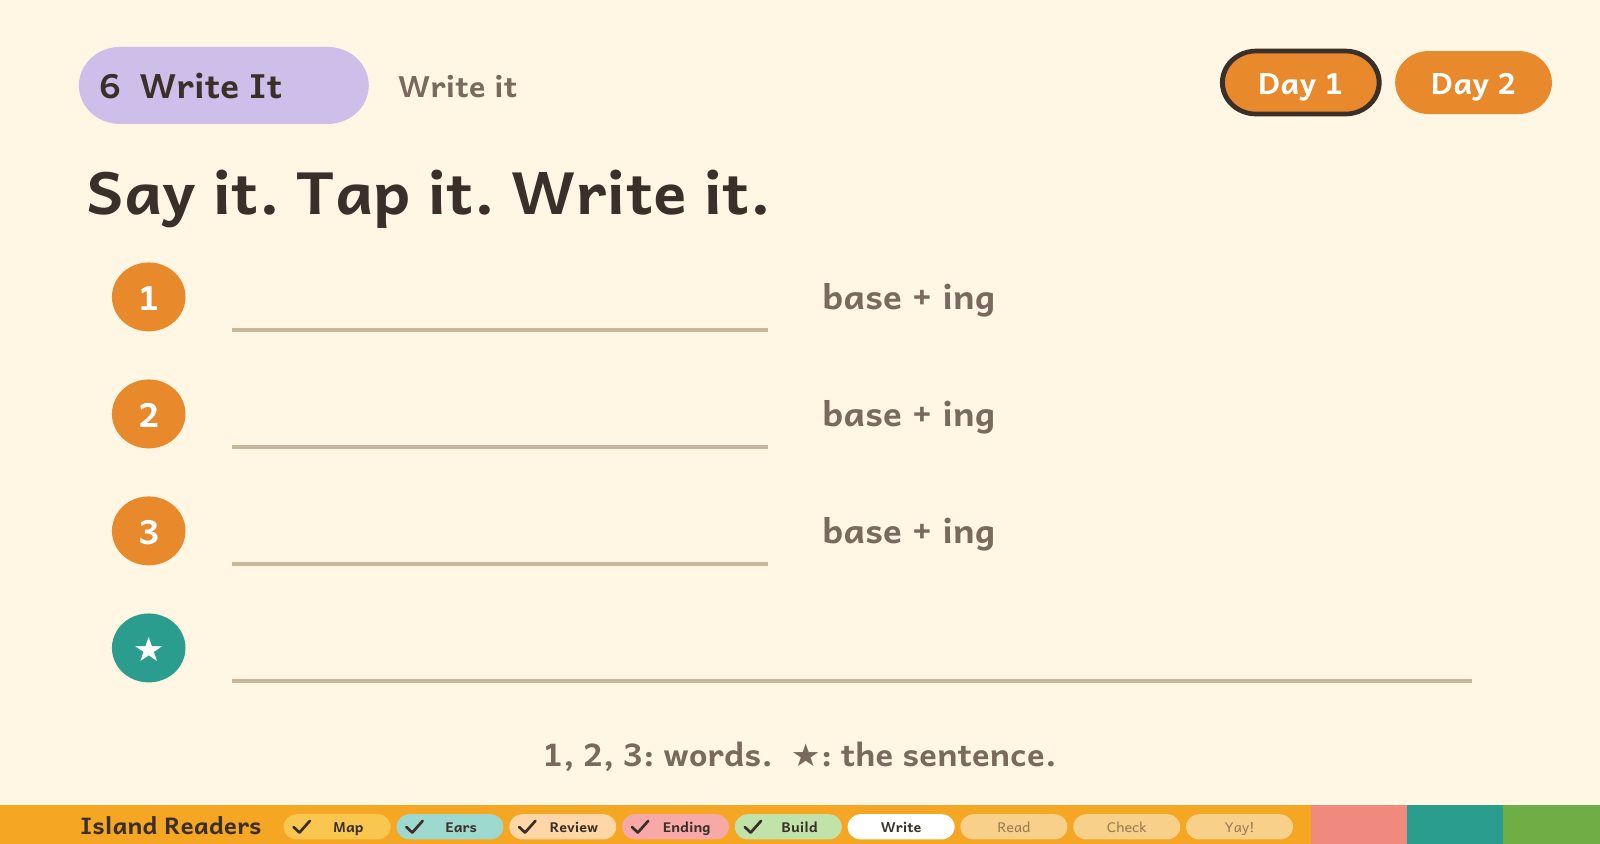 6 Write It
Write it
Day 1
Day 2
Say it. Tap it. Write it.
1
base + ing
2
base + ing
3
base + ing
★
1, 2, 3: words. ★: the sentence.
Island Readers
✓ Map
✓ Ears
✓ Review
✓ Ending
✓ Build
Write
Read
Check
Yay!